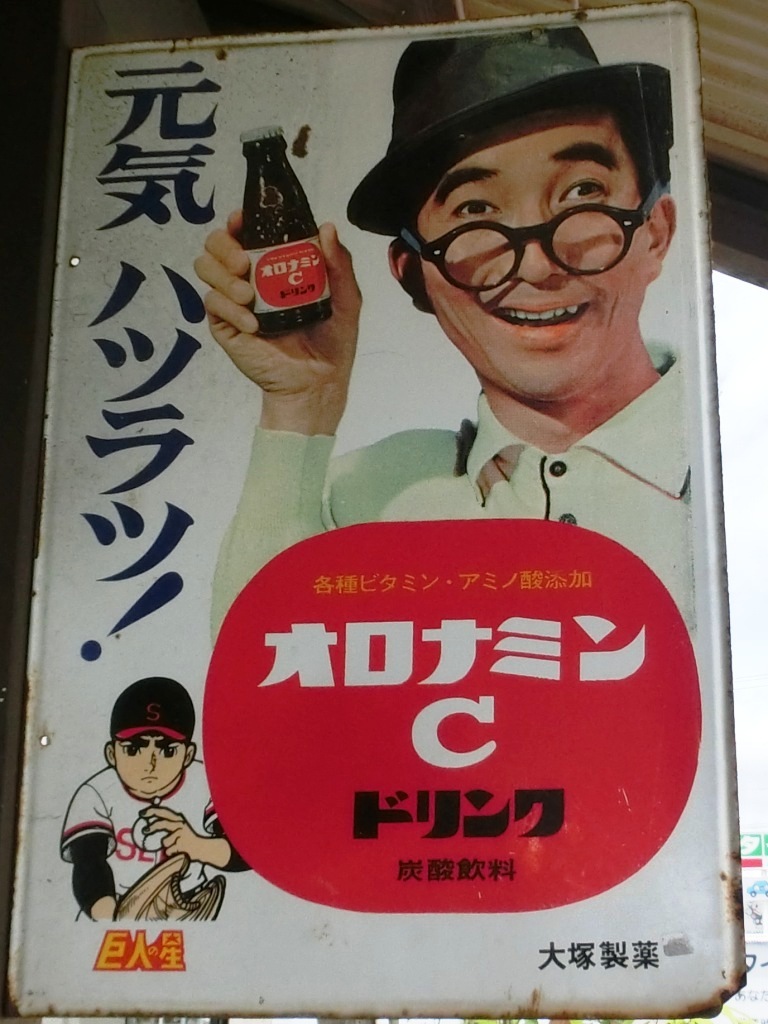 元気ハツラツ!
オロナミン
C
ドリンク
各種ビタミン・アミノ酸添加
オロナミン
C
ドリンク
炭酸飲料
S
巨人の星
大塚製薬